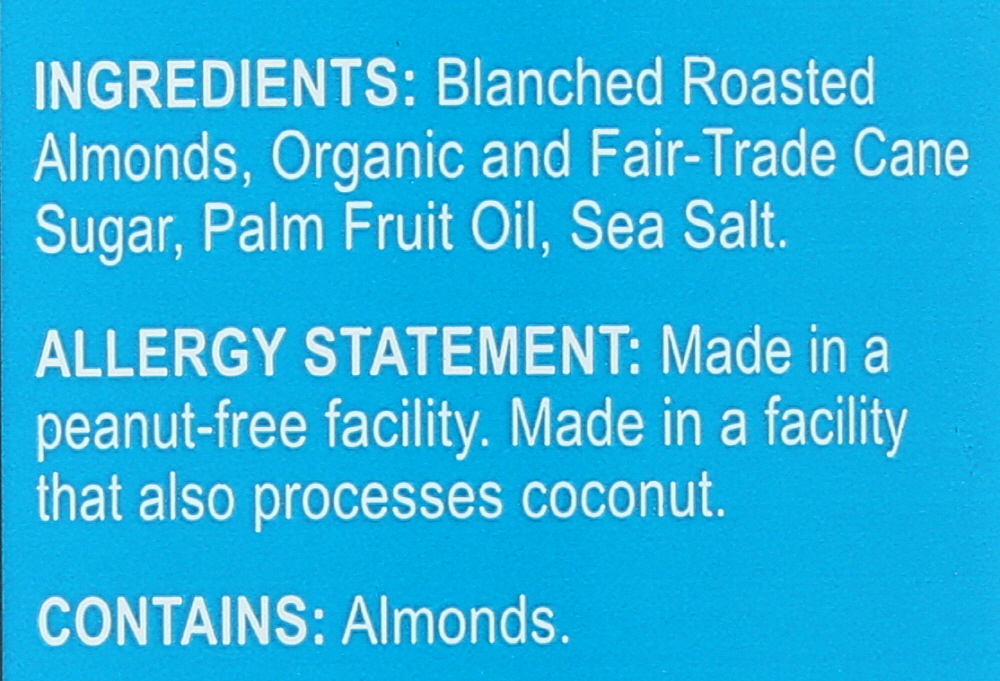 INGREDIENTS: Blanched Roasted
Almonds, Organic and Fair-Trade Cane
Sugar, Palm Fruit Oil, Sea Salt.
ALLERGY STATEMENT: Made in a
peanut-free facility. Made in a facility
that also processes coconut.
CONTAINS: Almonds.